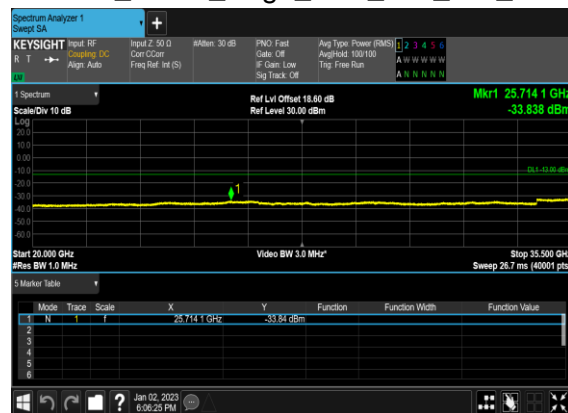 Spectrum Analyzer 1
Swept SA
+
KEYSIGHT Input: RF Input Z: 50 Ω #Atten: 30 dB PNO: Fast Avg Type: Power (RMS) 1 2 3 4 5 6
R T Coupling: DC Corr CCorr Gate: Off Avg|Hold: 100/100 A W W W W W
Align: Auto Freq Ref: Int (S) IF Gain: Low Trig: Free Run
LXI Sig Track: Off A N N N N N
1 Spectrum Ref Lvl Offset 18.60 dB Mkr1 25.714 1 GHz
Scale/Div 10 dB Ref Level 30.00 dBm -33.838 dBm
Log
20.0
10.0
0.00
-10.0 DL1 -13.00 dBm
-20.0
-30.0 1
-40.0
-50.0
-60.0
Start 20.000 GHz Video BW 3.0 MHz* Stop 35.500 GHz
#Res BW 1.0 MHz Sweep 26.7 ms (40001 pts)
5 Marker Table
Mode Trace Scale X Y Function Function Width Function Value
1 N 1 f 25.714 1 GHz -33.84 dBm
2
3
4
5
6
? Jan 02, 2023
6:06:25 PM